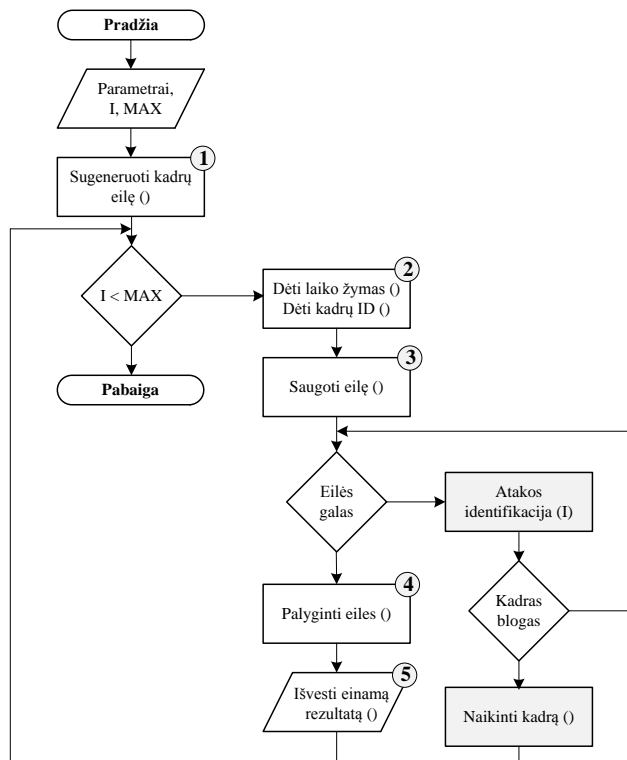 Pradžia
Parametrai,
I, MAX
1
Sugeneruoti kadrų
eilę ()
I < MAX
Pabaiga
2
Dėti laiko žymas ()
Dėti kadrų ID ()
3
Saugoti eilę ()
Eilės
galas
Atakos
identifikacija (I)
4
Palyginti eiles ()
Kadras
blogas
5
Išvesti einamą
rezultatą ()
Naikinti kadrą ()